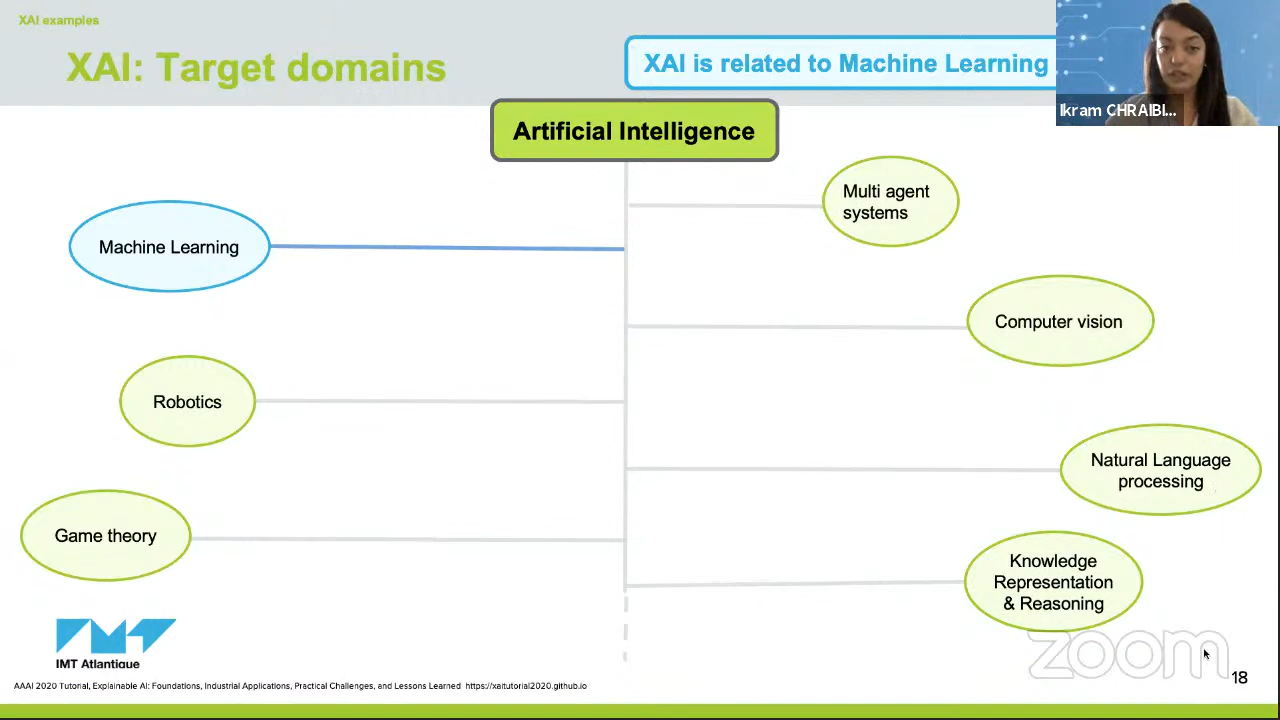 XAI examples
XAI: Target domains
XAI is related to Machine Learning
Ikram CHRAIBI...
Artificial Intelligence
Multi agent
systems
Machine Learning
Computer vision
Robotics
Natural Language
processing
Game theory
Knowledge
Representation
& Reasoning
IMT Atlantique
zoom
18
AAAI 2020 Tutorial, Explainable AI: Foundations, Industrial Applications, Practical Challenges, and Lessons Learned https://xaitutorial2020.github.io